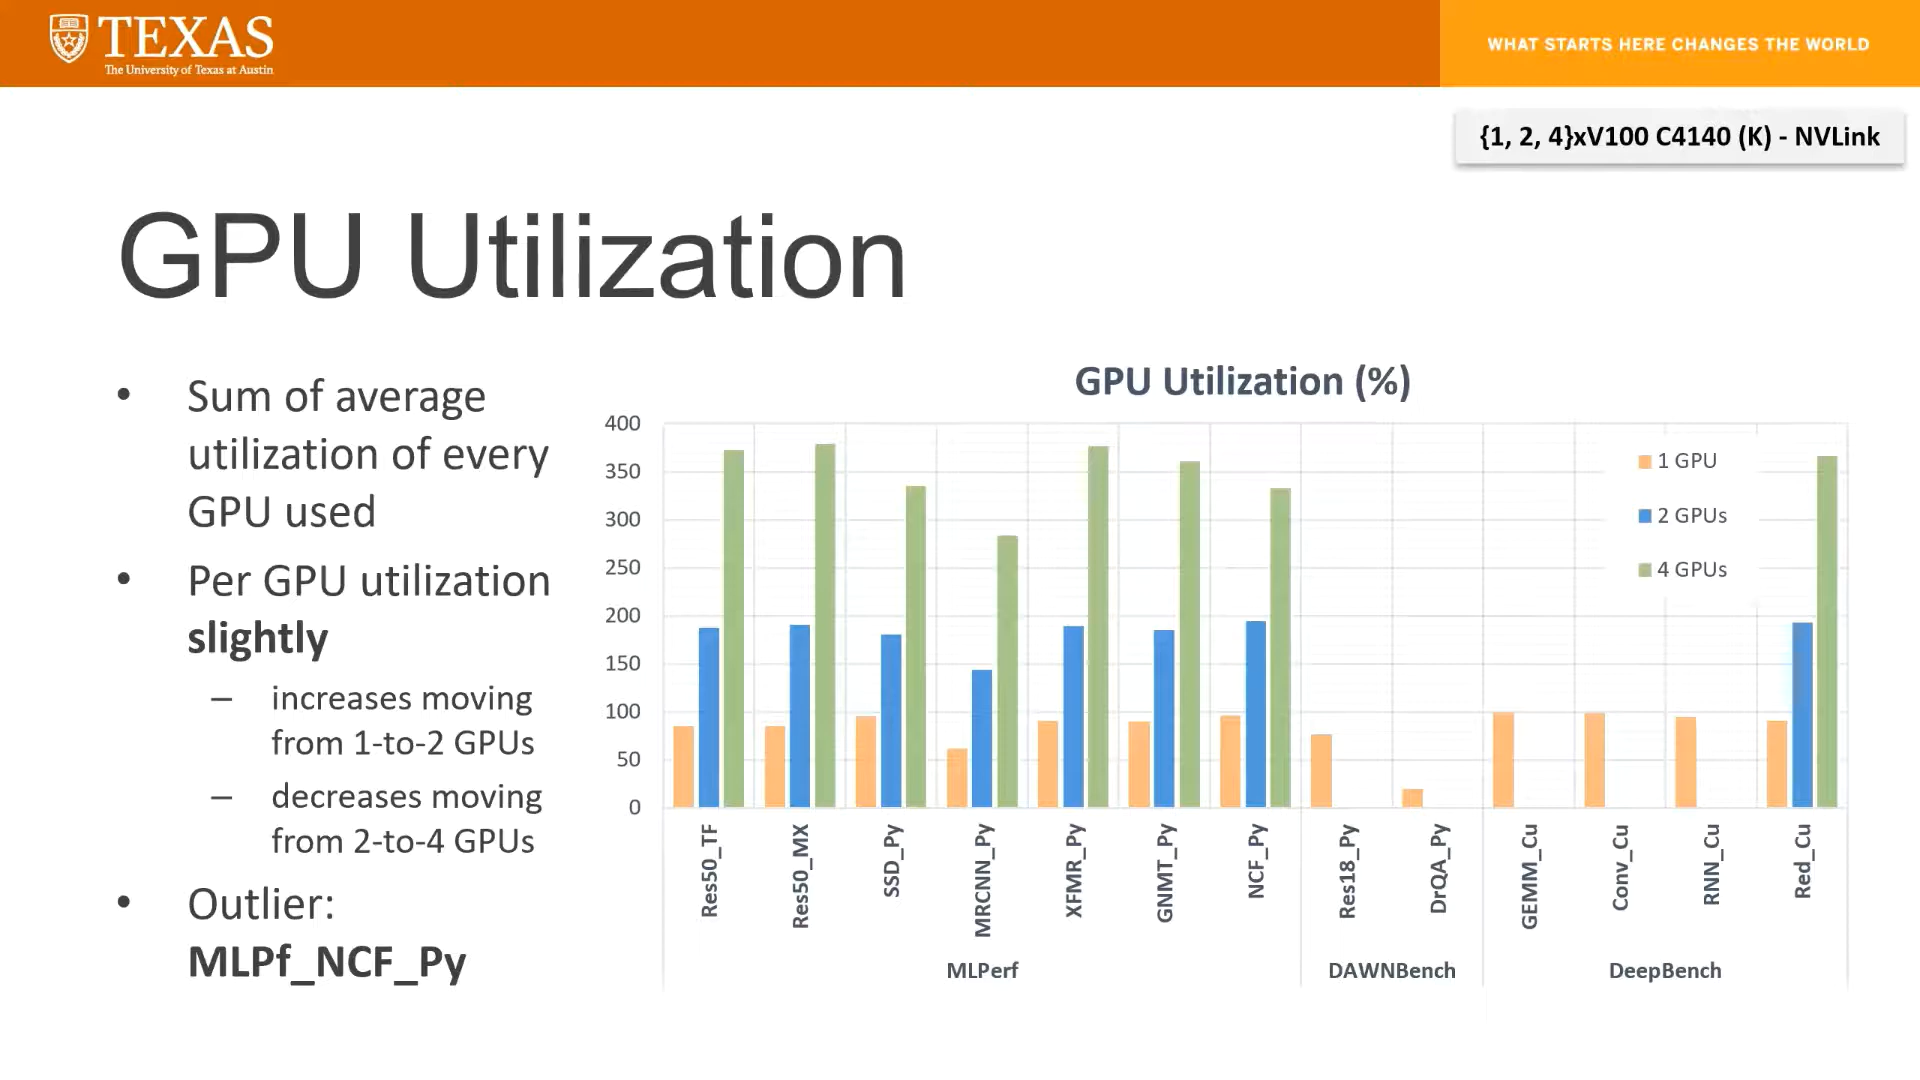 TEXAS
The University of Texas at Austin
WHAT STARTS HERE CHANGES THE WORLD
{1, 2, 4}xV100 C4140 (K) - NVLink
GPU Utilization
• Sum of average
utilization of every
GPU used
• Per GPU utilization
slightly
– increases moving
from 1-to-2 GPUs
– decreases moving
from 2-to-4 GPUs
• Outlier:
MLPf_NCF_Py
GPU Utilization (%)
400
350
300
250
200
150
100
50
0
1 GPU
2 GPUs
4 GPUs
Res50_TF
Res50_MX
SSD_Py
MRCNN_Py
XFMR_Py
GNMT_Py
NCF_Py
Res18_Py
DrQA_Py
GEMM_Cu
Conv_Cu
RNN_Cu
Red_Cu
MLPerf
DAWNBench
DeepBench